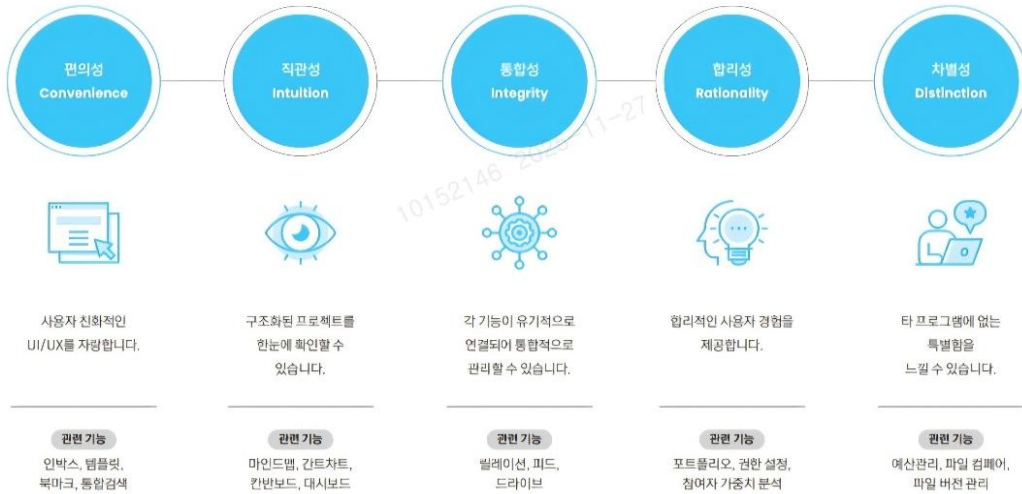 편의성
Convenience
사용자 친화적인
UI/UX를 자랑합니다.
관련 기능
인박스, 템플릿,
북마크, 통합검색
직관성
Intuition
구조화된 프로젝트를
한눈에 확인할 수
있습니다.
관련 기능
마인드맵, 간트차트,
칸반보드, 대시보드
통합성
Integrity
각 기능이 유기적으로
연결되어 통합적으로
관리할 수 있습니다.
관련 기능
릴레이션, 피드,
드라이브
합리성
Rationality
합리적인 사용자 경험을
제공합니다.
관련 기능
포트폴리오, 권한 설정,
참여자 가중치 분석
차별성
Distinction
타 프로그램에 없는
특별함을
느낄 수 있습니다.
관련 기능
예산관리, 파일 컴페어,
파일 버전 관리
10152146